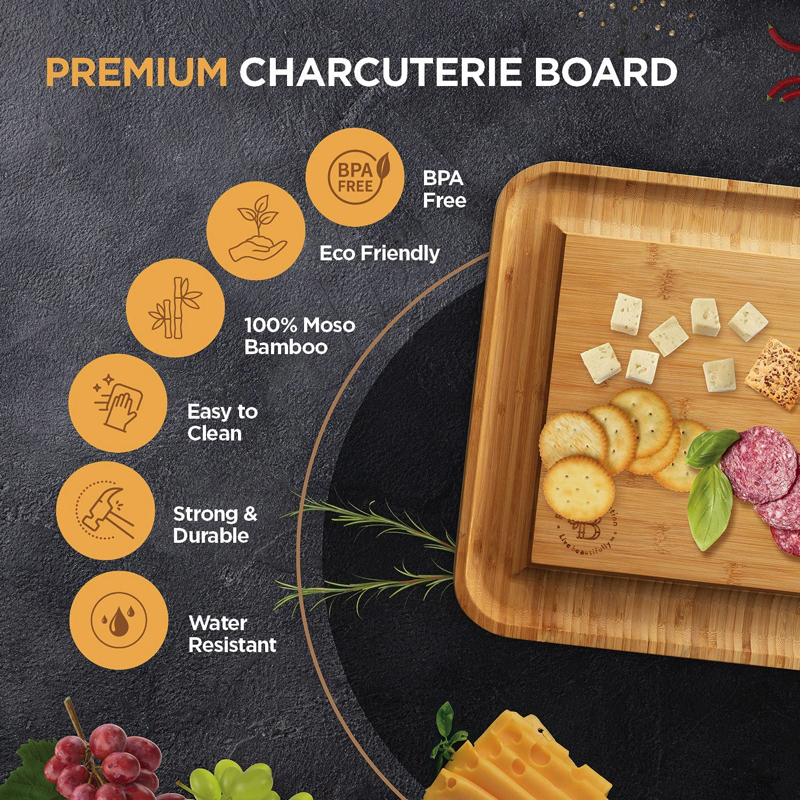 PREMIUM CHARCUTERIE BOARD
BPA
FREE
BPA
Free
Eco Friendly
100% Moso
Bamboo
Easy to
Clean
Strong &
Durable
Water
Resistant